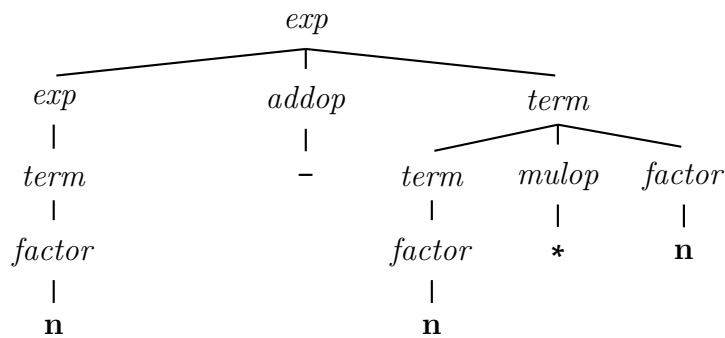 exp
exp addop term
term − term mulop factor
factor factor * n
n n